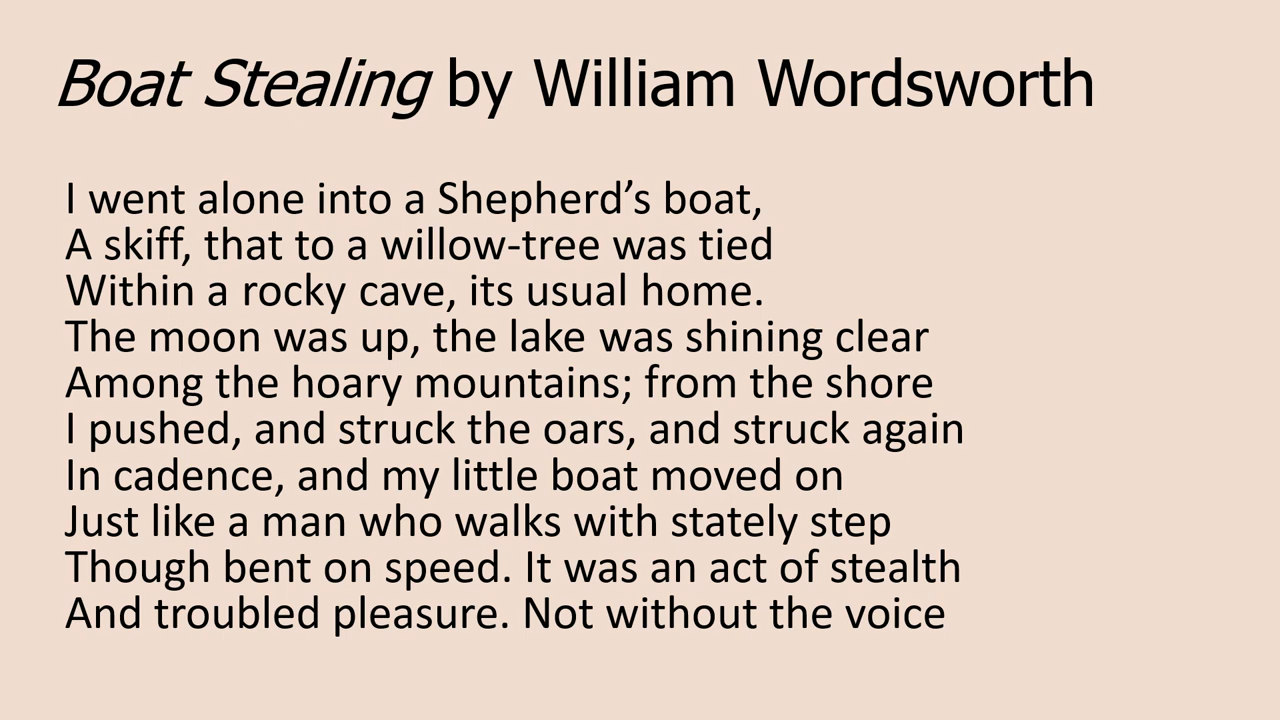 Boat Stealing by William Wordsworth
I went alone into a Shepherd’s boat,
A skiff, that to a willow-tree was tied
Within a rocky cave, its usual home.
The moon was up, the lake was shining clear
Among the hoary mountains; from the shore
I pushed, and struck the oars, and struck again
In cadence, and my little boat moved on
Just like a man who walks with stately step
Though bent on speed. It was an act of stealth
And troubled pleasure. Not without the voice